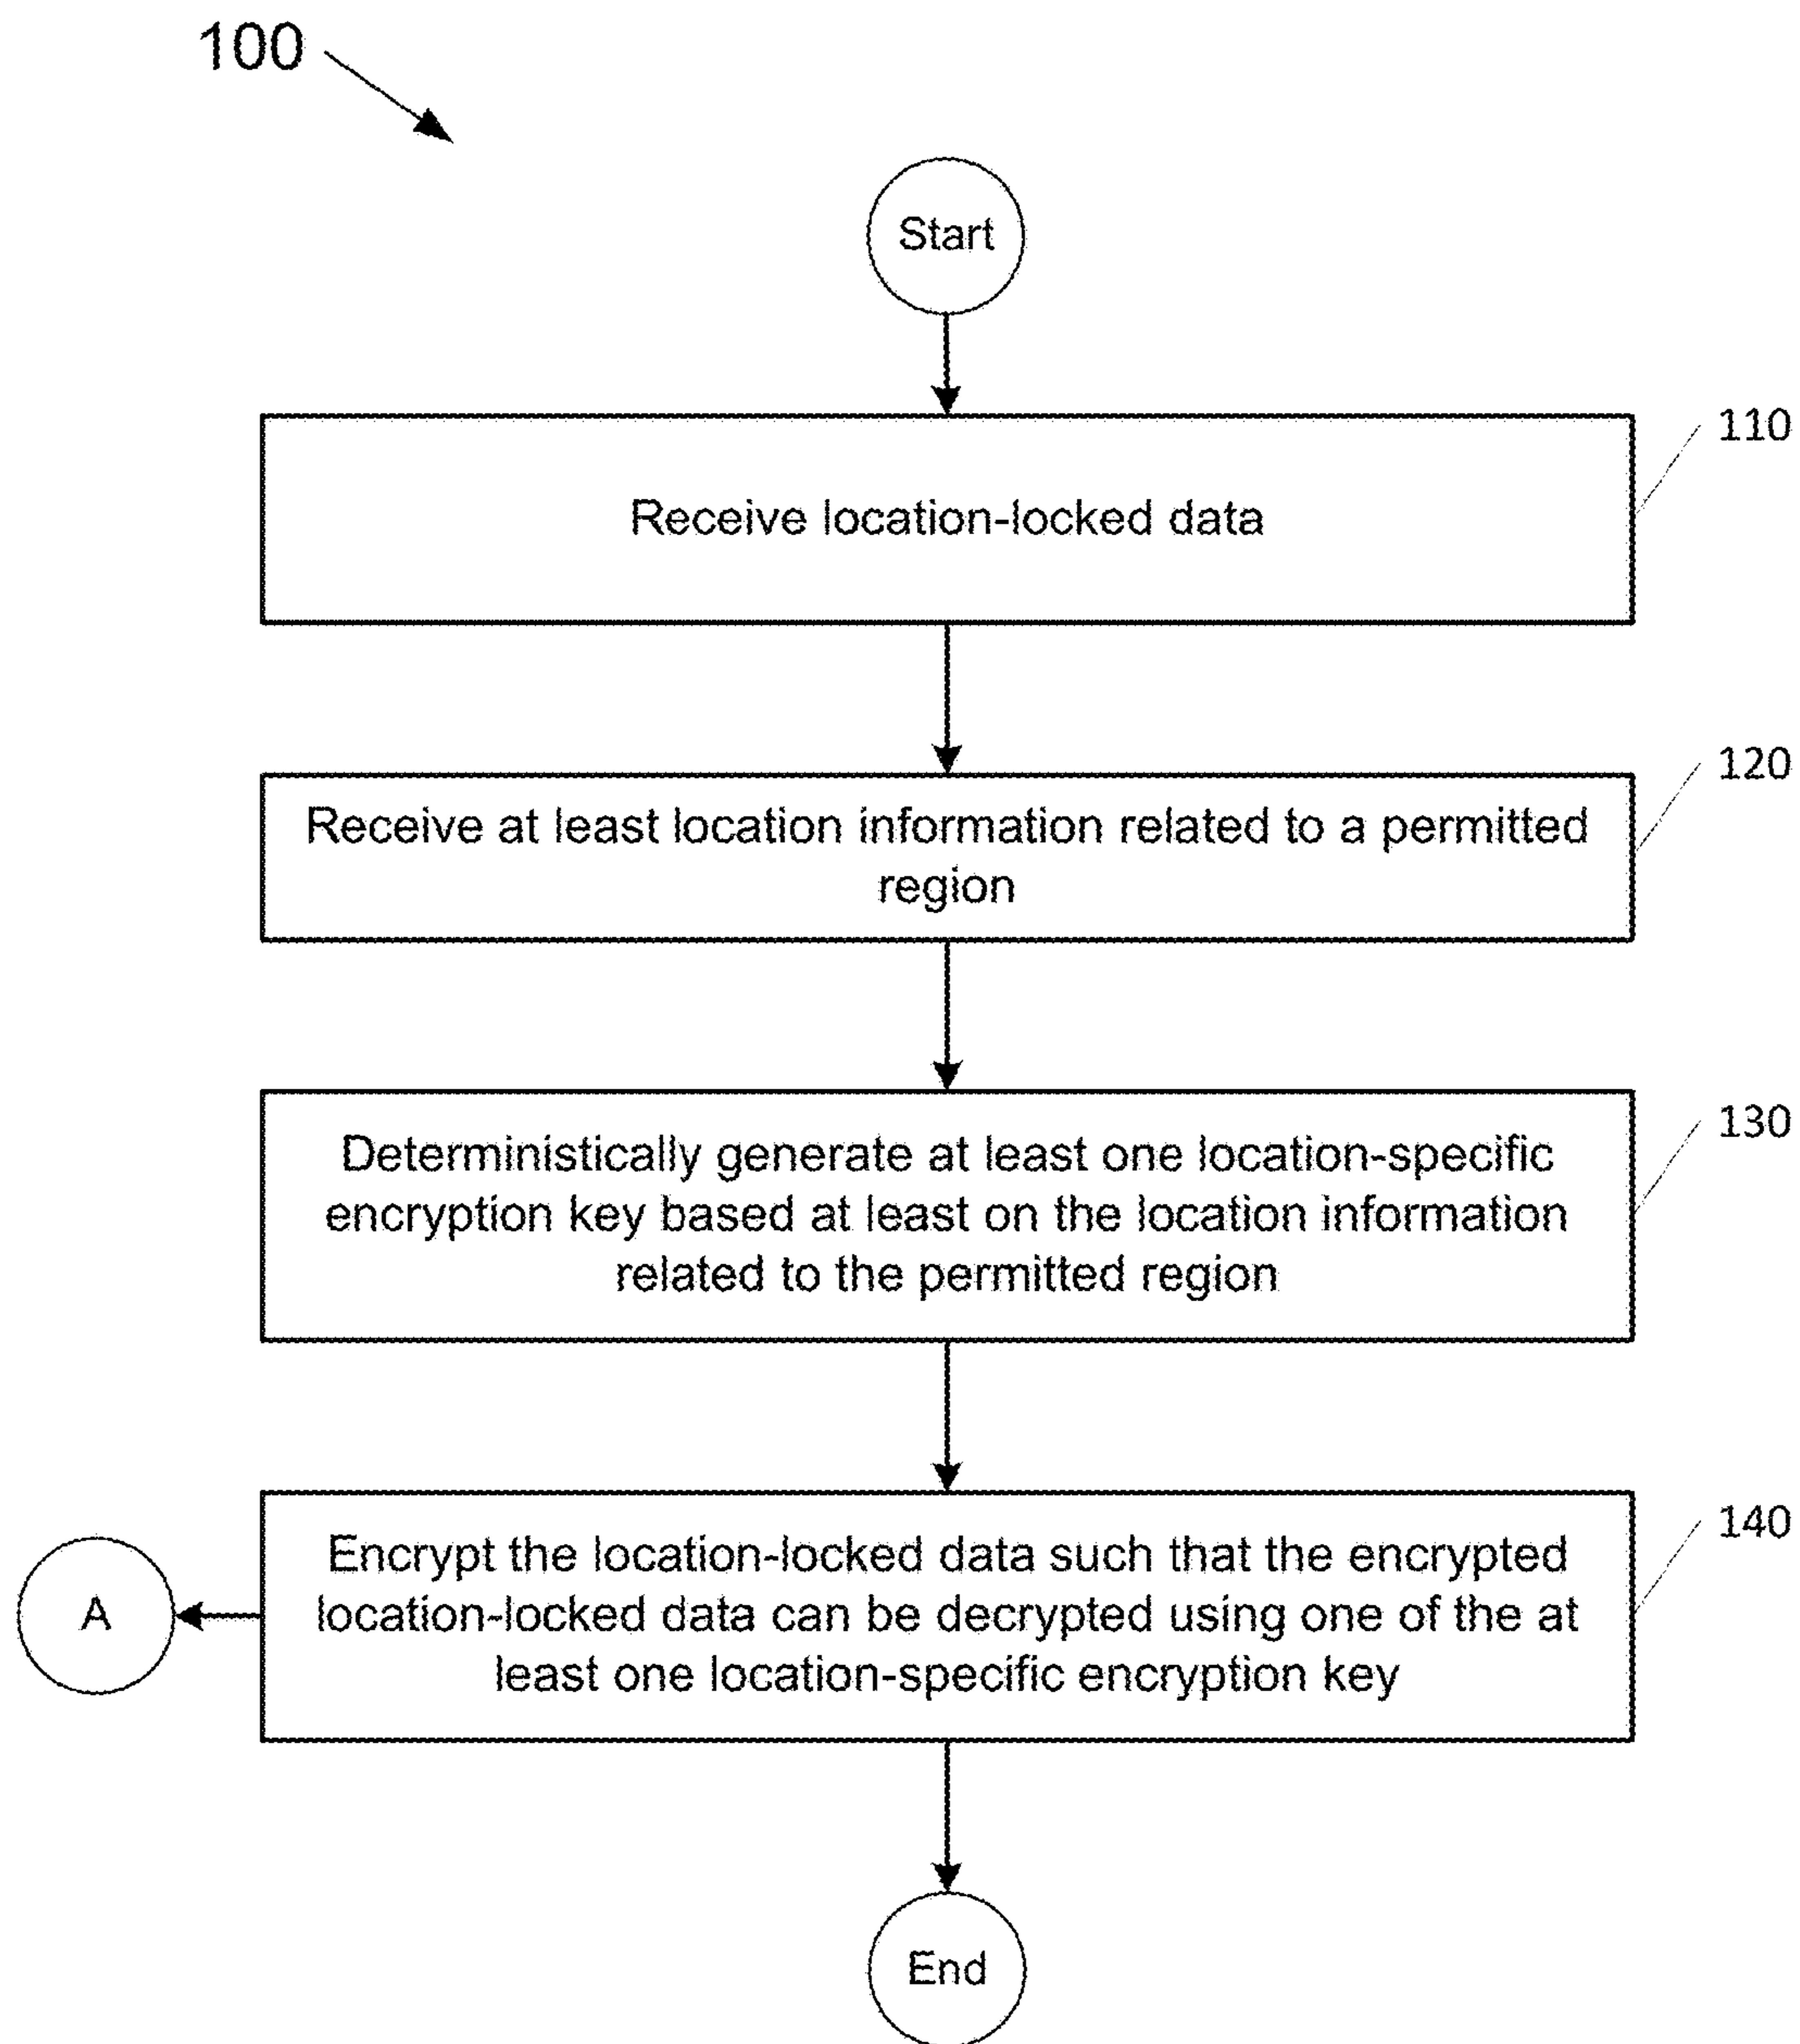 100
Start
110
Receive location-locked data
120
Receive at least location information related to a permitted
region
130
Deterministically generate at least one location-specific
encryption key based at least on the location information
related to the permitted region
140
Encrypt the location-locked data such that the encrypted
location-locked data can be decrypted using one of the at
least one location-specific encryption key
A
End